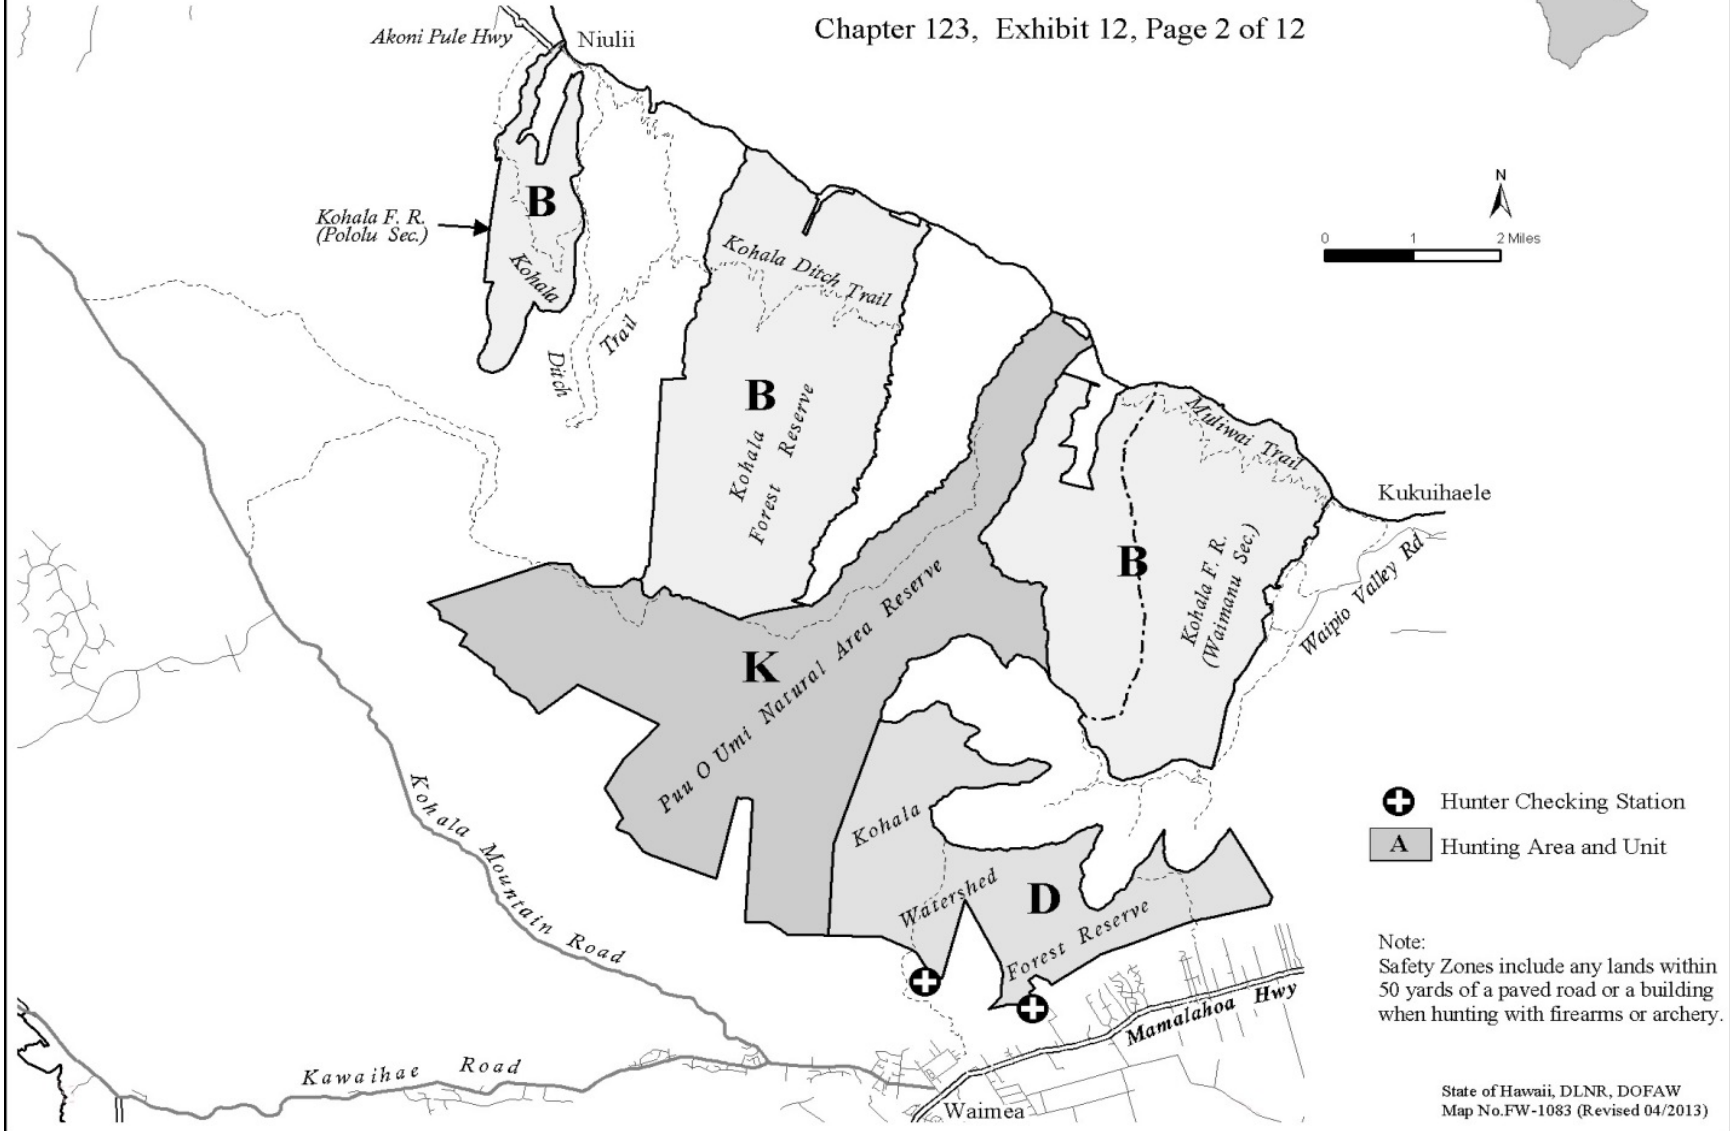 Chapter 123, Exhibit 12, Page 2 of 12
Akoni Pule Hwy
Niulii
N
B
Kohala F. R.
(Pololu Sec.)
Kohala
Ditch
Trail
Kohala Ditch Trail
0 1 2 Miles
B
Kohala
Forest Reserve
Muliwai Trail
Kukuihaele
B
Kohala F. R.
(Waimanu Sec.)
Waipio Valley Rd
K
Puu O Umi Natural Area Reserve
Kohala Mountain Road
Kohala
Watershed
Forest Reserve
D
Hunter Checking Station
A Hunting Area and Unit
Note:
Safety Zones include any lands within
50 yards of a paved road or a building
when hunting with firearms or archery.
Mamalahoa Hwy
Kawaihae Road
Waimea
State of Hawaii, DLNR, DOFAW
Map No.FW-1083 (Revised 04/2013)